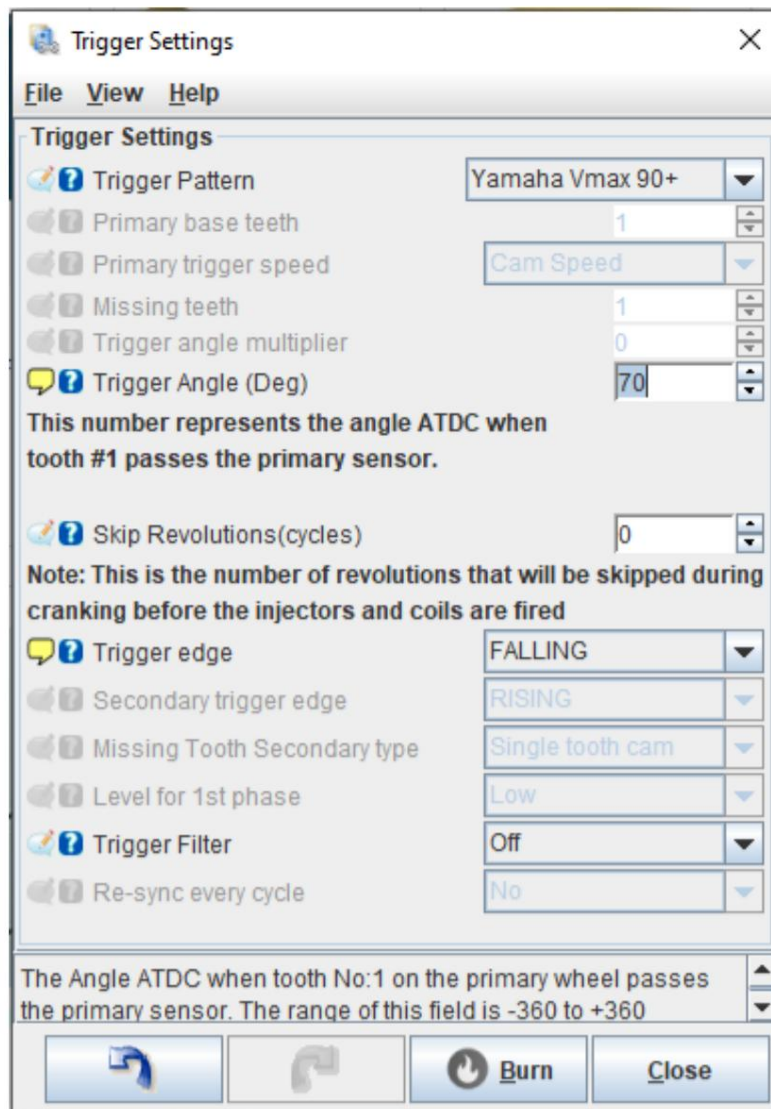 Trigger Settings
File View Help
Trigger Settings
Trigger Pattern Yamaha Vmax 90+
Primary base teeth 1
Primary trigger speed Cam Speed
Missing teeth 1
Trigger angle multiplier 0
Trigger Angle (Deg) 70
This number represents the angle ATDC when
tooth #1 passes the primary sensor.
Skip Revolutions(cycles) 0
Note: This is the number of revolutions that will be skipped during
cranking before the injectors and coils are fired
Trigger edge FALLING
Secondary trigger edge RISING
Missing Tooth Secondary type Single tooth cam
Level for 1st phase Low
Trigger Filter Off
Re-sync every cycle No
The Angle ATDC when tooth No:1 on the primary wheel passes
the primary sensor. The range of this field is -360 to +360
Burn Close